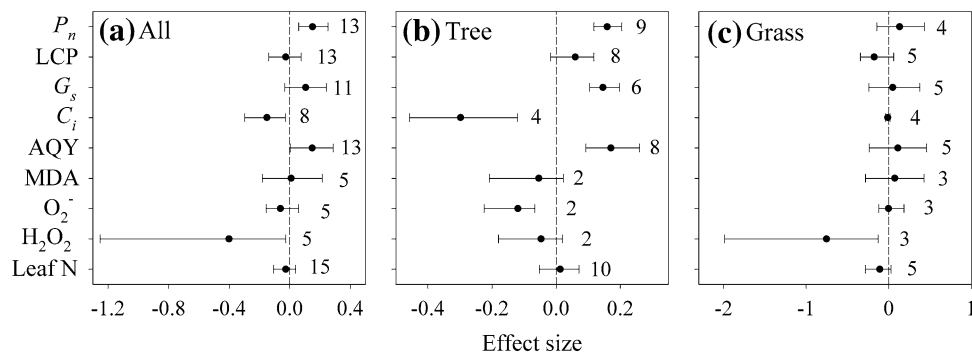 (a) All (b) Tree (c) Grass
Pₙ 13 9 4
LCP 13 8 5
Gₛ 11 6 5
Cᵢ 8 4 4
AQY 13 8 5
MDA 5 2 3
O₂⁻ 5 2 3
H₂O₂ 5 2 3
Leaf N 15 10 5
-1.2 -0.8 -0.4 0.0 0.4 -0.4 -0.2 0.0 0.2 -2 -1 0 1
Effect size